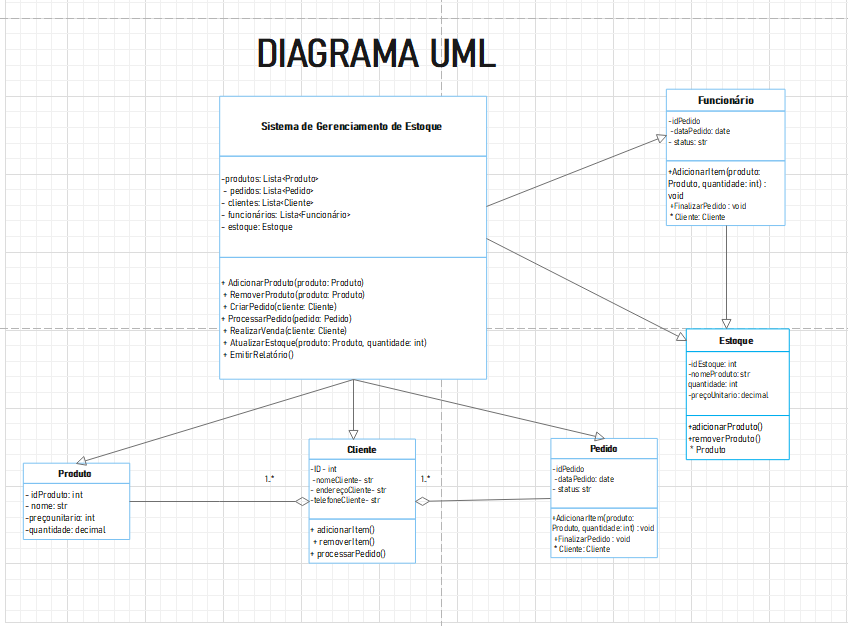 DIAGRAMA UML
Sistema de Gerenciamento de Estoque
-produtos: Lista<Produto>
- pedidos: Lista<Pedido>
- clientes: Lista<Cliente>
- funcionários: Lista<Funcionário>
- estoque: Estoque
+ AdicionarProduto(produto: Produto)
+ RemoverProduto(produto: Produto)
+ CriarPedido(cliente: Cliente)
+ ProcessarPedido(pedido: Pedido)
+ RealizarVenda(cliente: Cliente)
+ AtualizarEstoque(produto: Produto, quantidade: int)
+ EmitirRelatório()
Funcionário
-idPedido
-dataPedido: date
- status: str
+AdicionarItem(produto:
Produto, quantidade: int) :
void
+FinalizarPedido : void
* Cliente: Cliente
Estoque
-idEstoque: int
-nomeProduto: str
quantidade: int
-preçoUnitario: decimal
+adicionarProduto()
+removerProduto()
* Produto
Produto
- idProduto: int
- nome: str
-preçounitario: int
-quantidade: decimal
1..*
Cliente
-ID - int
-nomeCliente- str
- endereçoCliente- str
-telefoneCliente- str
+ adicionarItem()
+ removerItem()
+ processarPedido()
1..*
Pedido
-idPedido
-dataPedido: date
- status: str
+AdicionarItem(produto:
Produto, quantidade: int) : void
+FinalizarPedido : void
* Cliente: Cliente